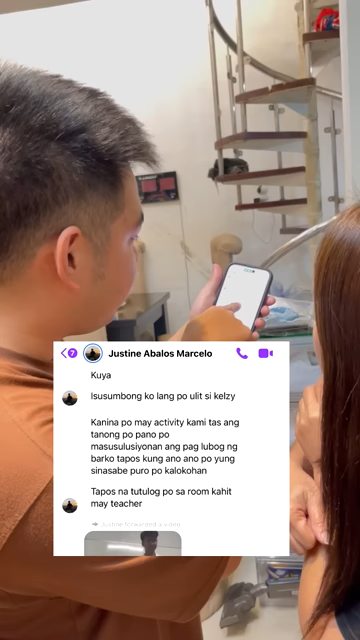 7
Justine Abalos Marcelo
Kuya
Isusumbong ko lang po ulit si kelzy
Kanina po may activity kami tas ang
tanong po pano po
masusulusiyonan ang pag lubog ng
barko tapos kung ano ano po yung
sinasabe puro po kalokohan
Tapos na tutulog po sa room kahit
may teacher
Justine forwarded a video